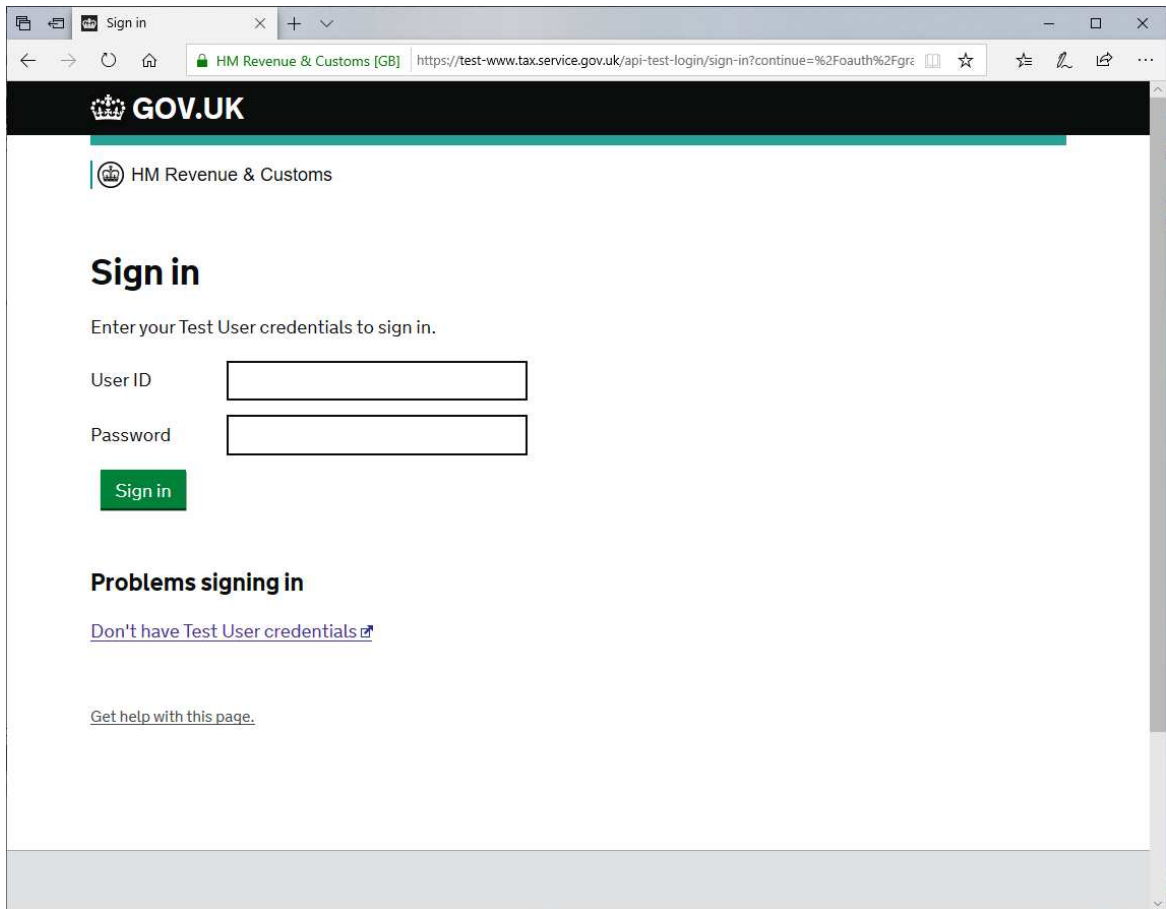 Sign in
HM Revenue & Customs [GB] https://test-www.tax.service.gov.uk/api-test-login/sign-in?continue=%2Foauth%2Fgra
GOV.UK
HM Revenue & Customs
Sign in
Enter your Test User credentials to sign in.
User ID
Password
Sign in
Problems signing in
Don't have Test User credentials
Get help with this page.